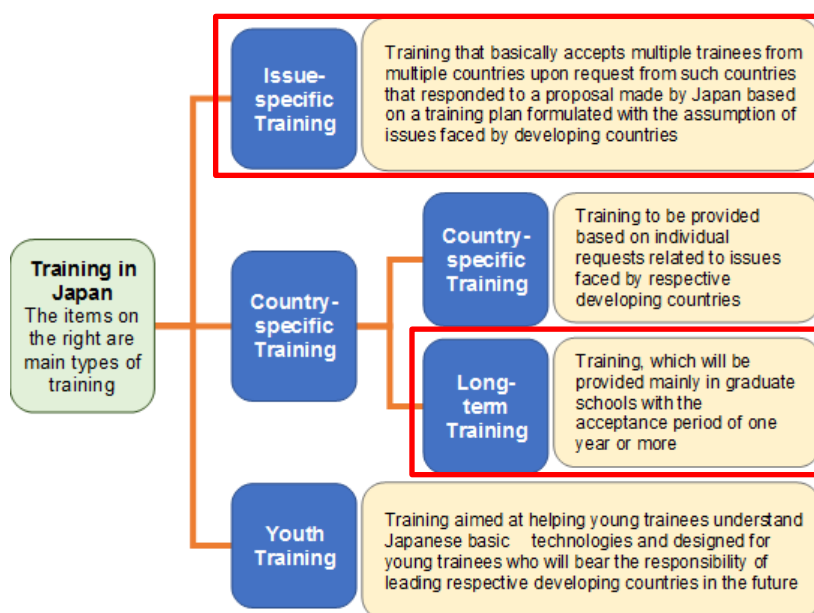 Issue-
specific
Training
Training that basically accepts multiple trainees from
multiple countries upon request from such countries
that responded to a proposal made by Japan based
on a training plan formulated with the assumption of
issues faced by developing countries
Training in
Japan
The items on
the right are
main types of
training
Country-
specific
Training
Country-
specific
Training
Training to be provided
based on individual
requests related to issues
faced by respective
developing countries
Long-
term
Training
Training, which will be
provided mainly in graduate
schools with the
acceptance period of one
year or more
Youth
Training
Training aimed at helping young trainees understand
Japanese basic technologies and designed for
young trainees who will bear the responsibility of
leading respective developing countries in the future